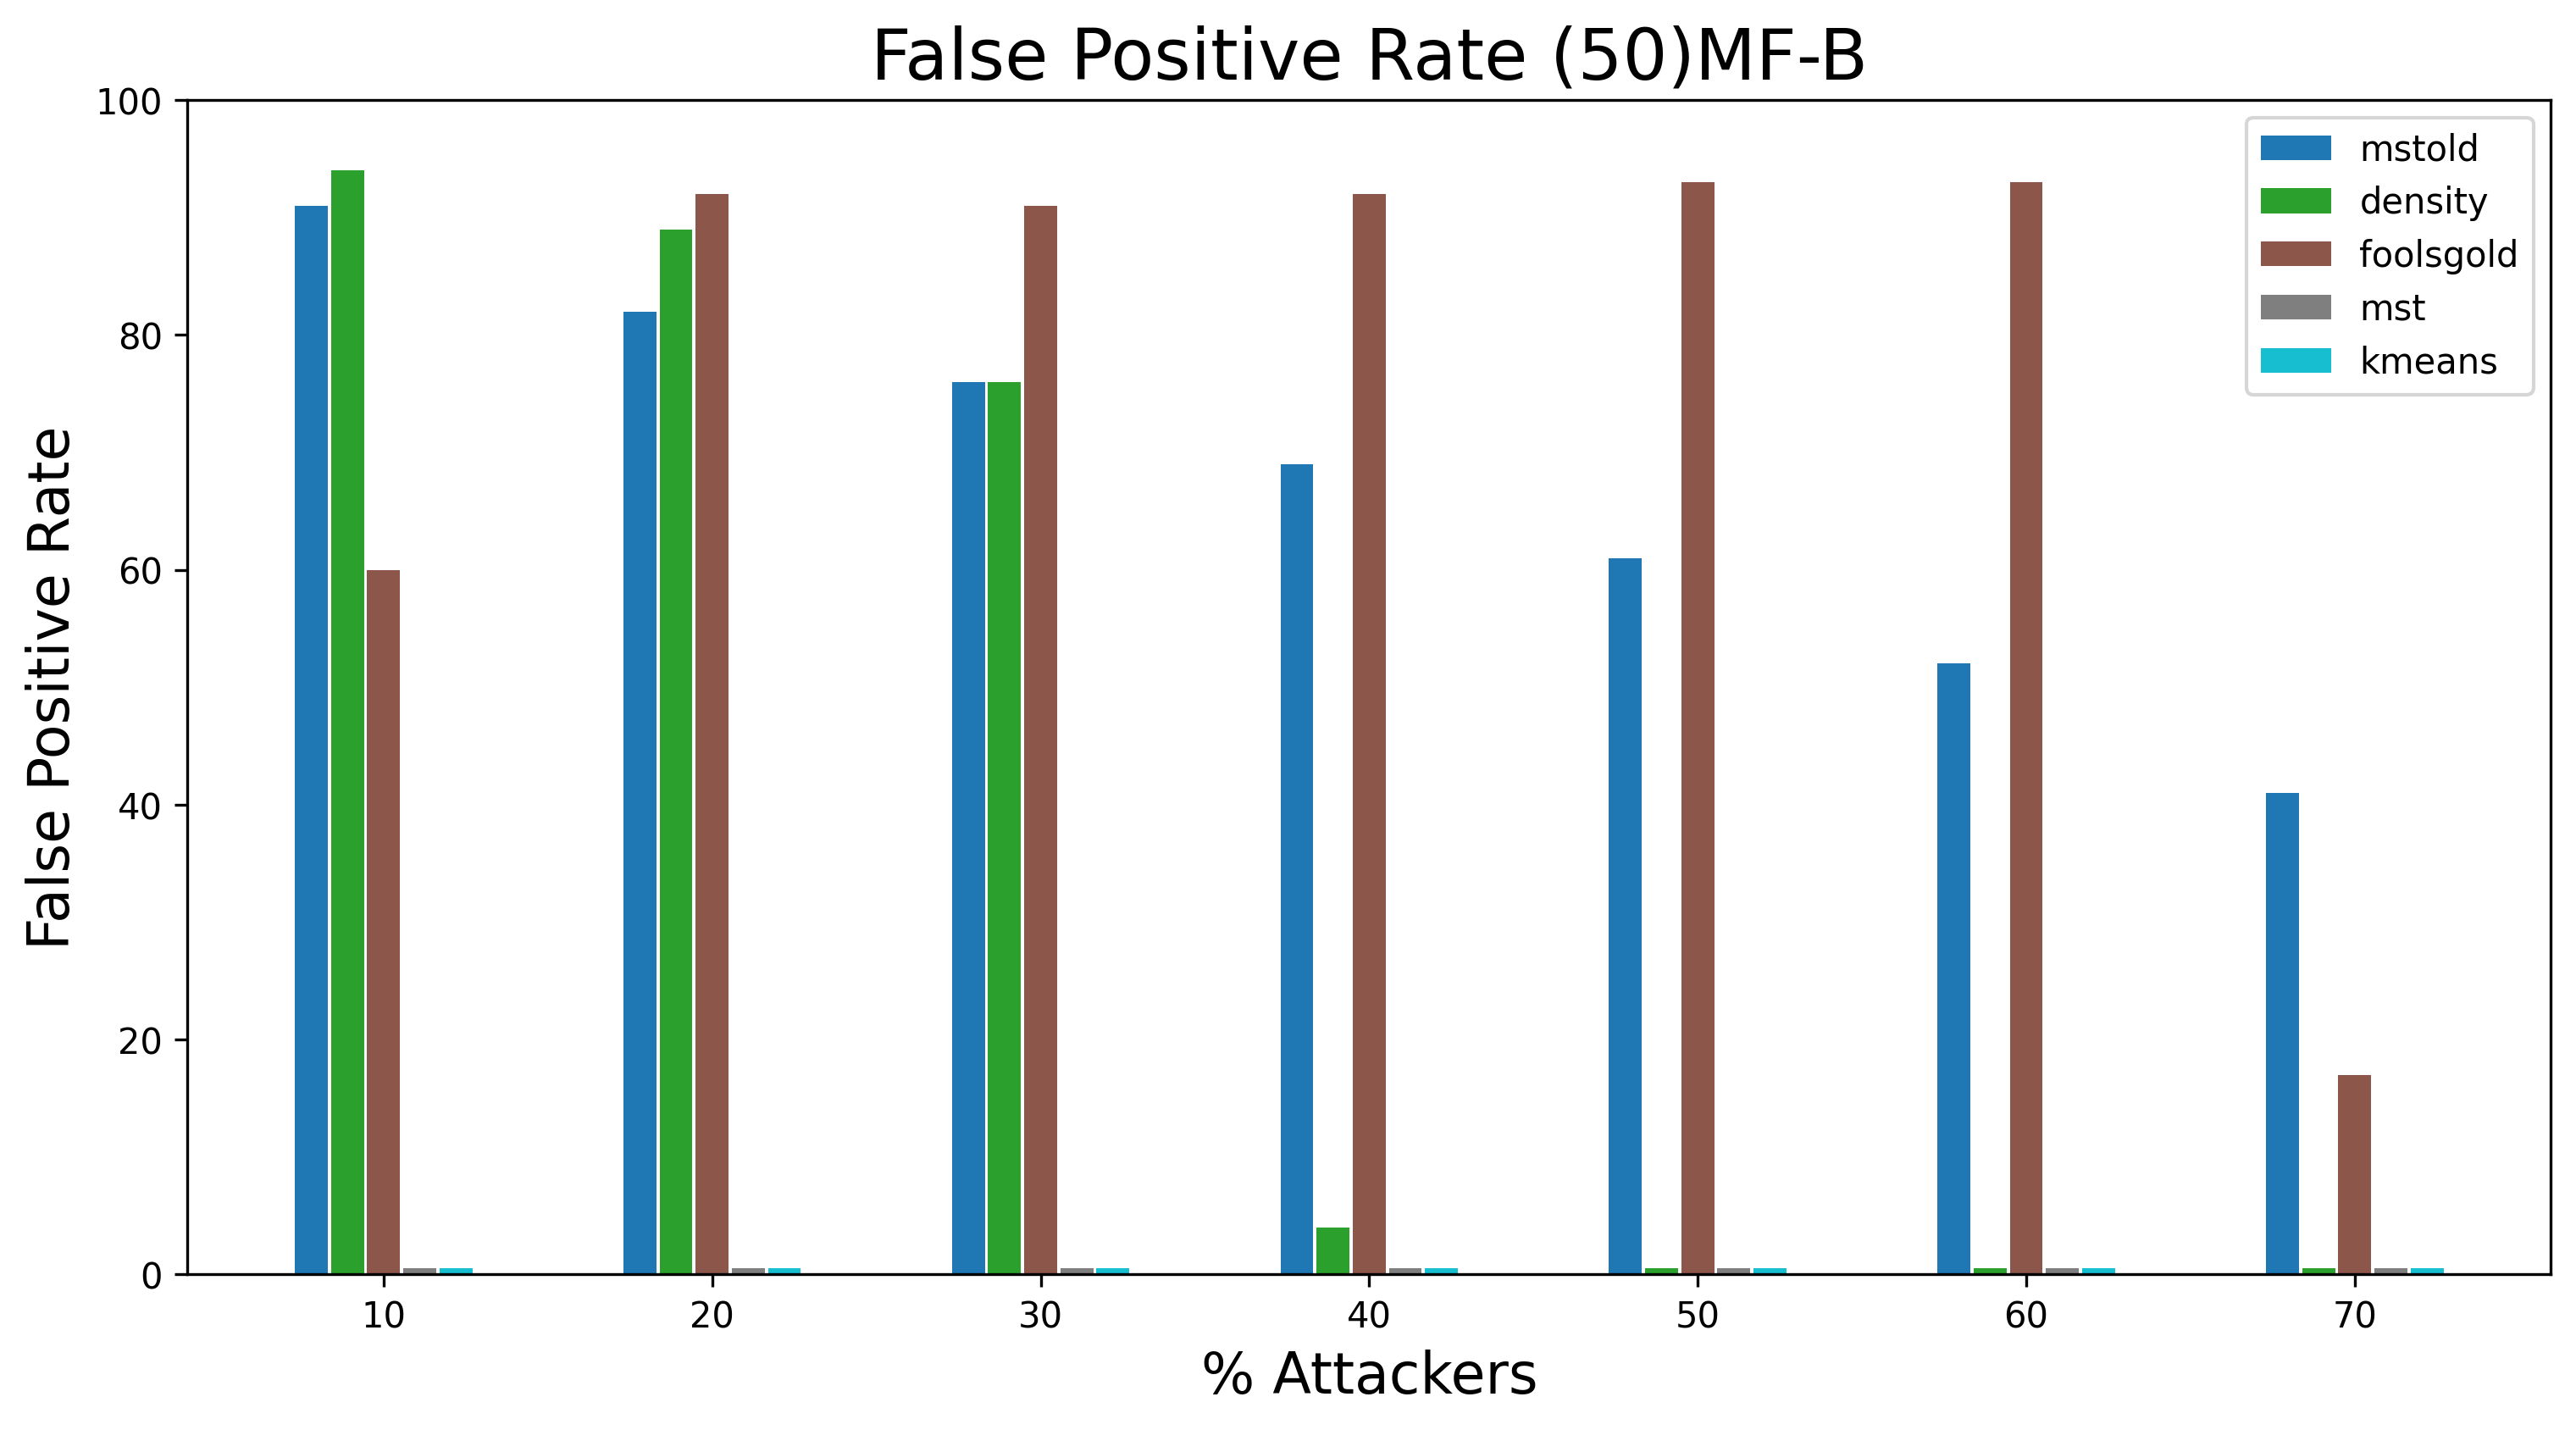 False Positive Rate (50)MF-B
100
80
60
40
20
0
False Positive Rate
mstold
density
foolsgold
mst
kmeans
10 20 30 40 50 60 70
% Attackers